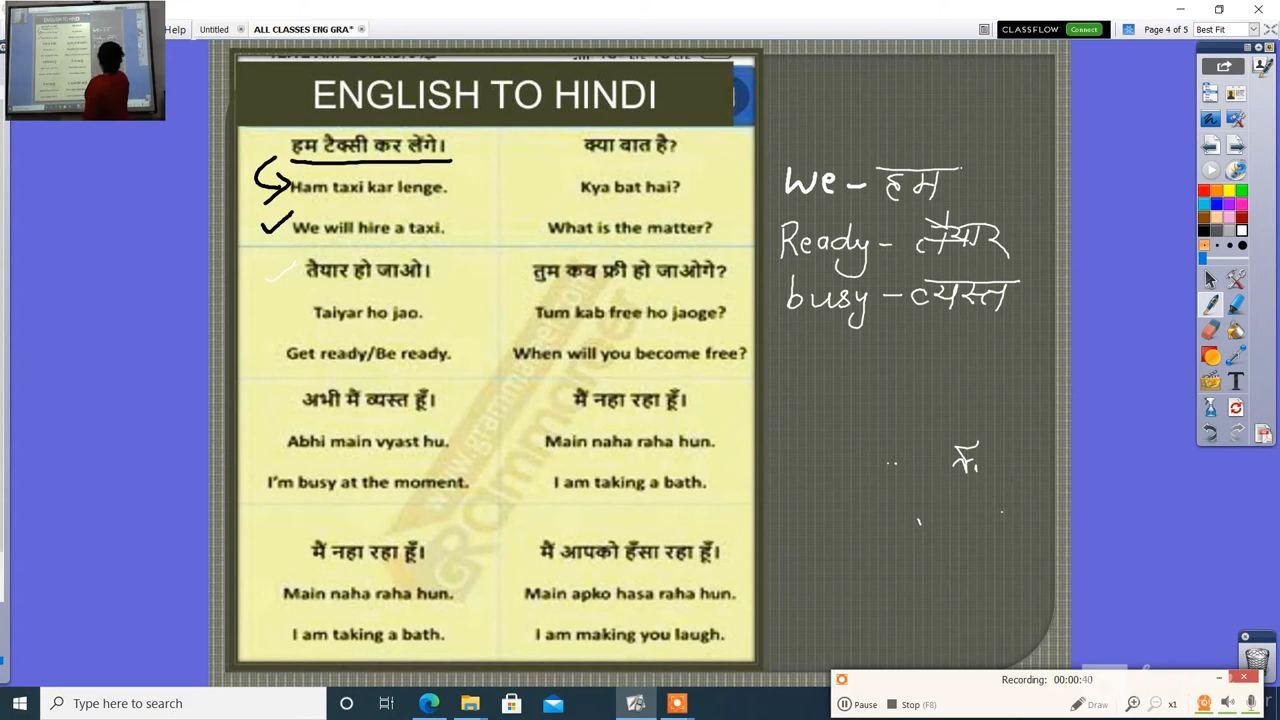 ENGLISH TO HINDI
Help
Untitled
ALL CLASSES ENG GRA*
CLASSFLOW
Connect
Page 4 of 5
Best Fit
ENGLISH TO HINDI
हम टैक्सी कर लेंगे।
Ham taxi kar lenge.
We will hire a taxi.
क्या बात है?
Kya bat hai?
What is the matter?
तैयार हो जाओ।
Taiyar ho jao.
Get ready/Be ready.
तुम कब फ्री हो जाओगे?
Tum kab free ho jaoge?
When will you become free?
अभी मैं व्यस्त हूँ।
Abhi main vyast hu.
I'm busy at the moment.
मैं नहा रहा हूँ।
Main naha raha hun.
I am taking a bath.
मैं नहा रहा हूँ।
Main naha raha hun.
I am taking a bath.
मैं आपको हँसा रहा हूँ।
Main apko hasa raha hun.
I am making you laugh.
We - हम
Ready - तैयार
busy - व्यस्त
Recording: 00:00:40
Pause
Stop (F8)
Draw
x1
Type here to search